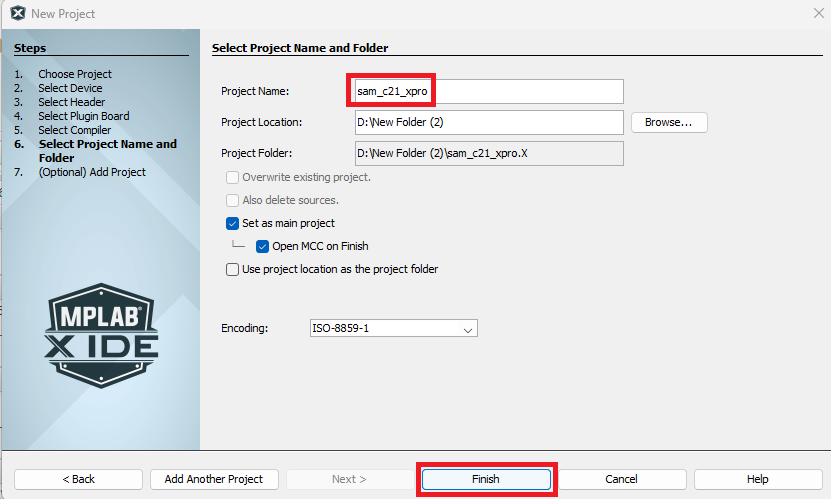 New Project
Steps
1. Choose Project
2. Select Device
3. Select Header
4. Select Plugin Board
5. Select Compiler
6. Select Project Name and
Folder
7. (Optional) Add Project
MPLAB®
X IDE
Select Project Name and Folder
Project Name: sam_c21_xpro
Project Location: D:\New Folder (2) Browse...
Project Folder: D:\New Folder (2)\sam_c21_xpro.X
Overwrite existing project.
Also delete sources.
Set as main project
Open MCC on Finish
Use project location as the project folder
Encoding: ISO-8859-1
< Back Add Another Project Next > Finish Cancel Help